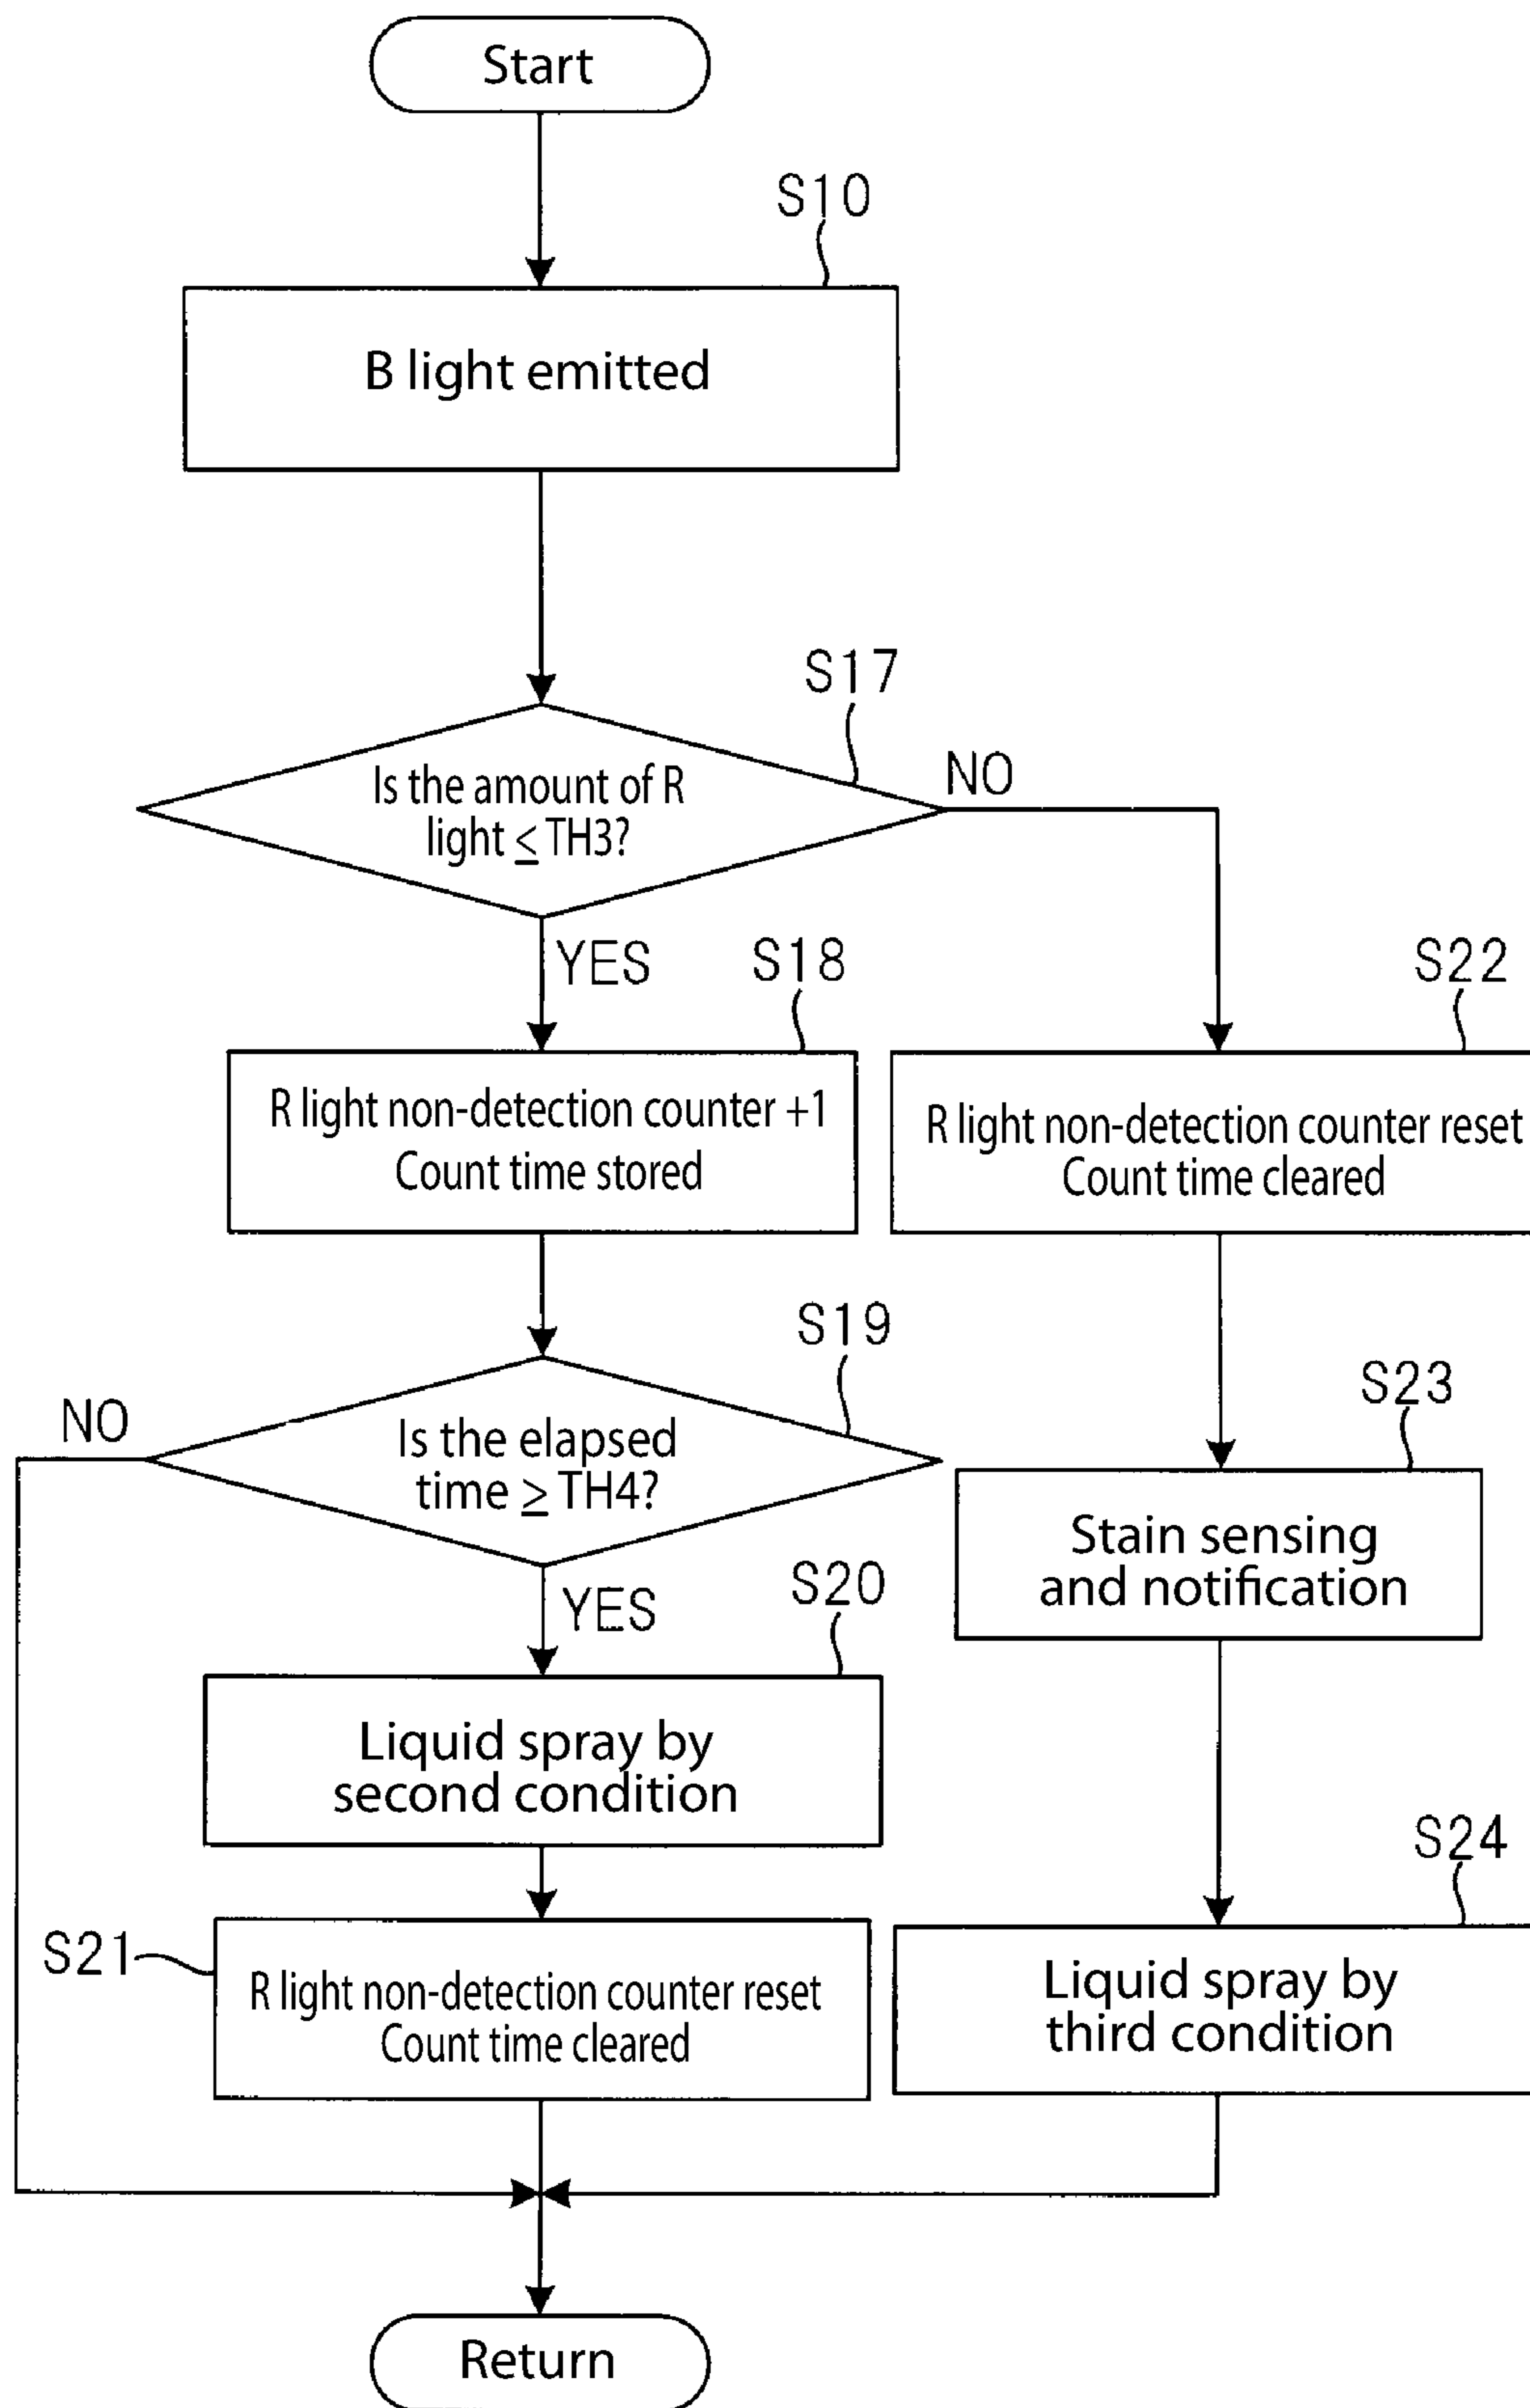 Start
S10
B light emitted
S17
Is the amount of R
light ≤ TH3?
NO
YES
S18
S22
R light non-detection counter +1
Count time stored
R light non-detection counter reset
Count time cleared
S19
NO
Is the elapsed
time ≥ TH4?
S23
Stain sensing
and notification
YES
S20
Liquid spray by
second condition
S24
Liquid spray by
third condition
S21
R light non-detection counter reset
Count time cleared
Return